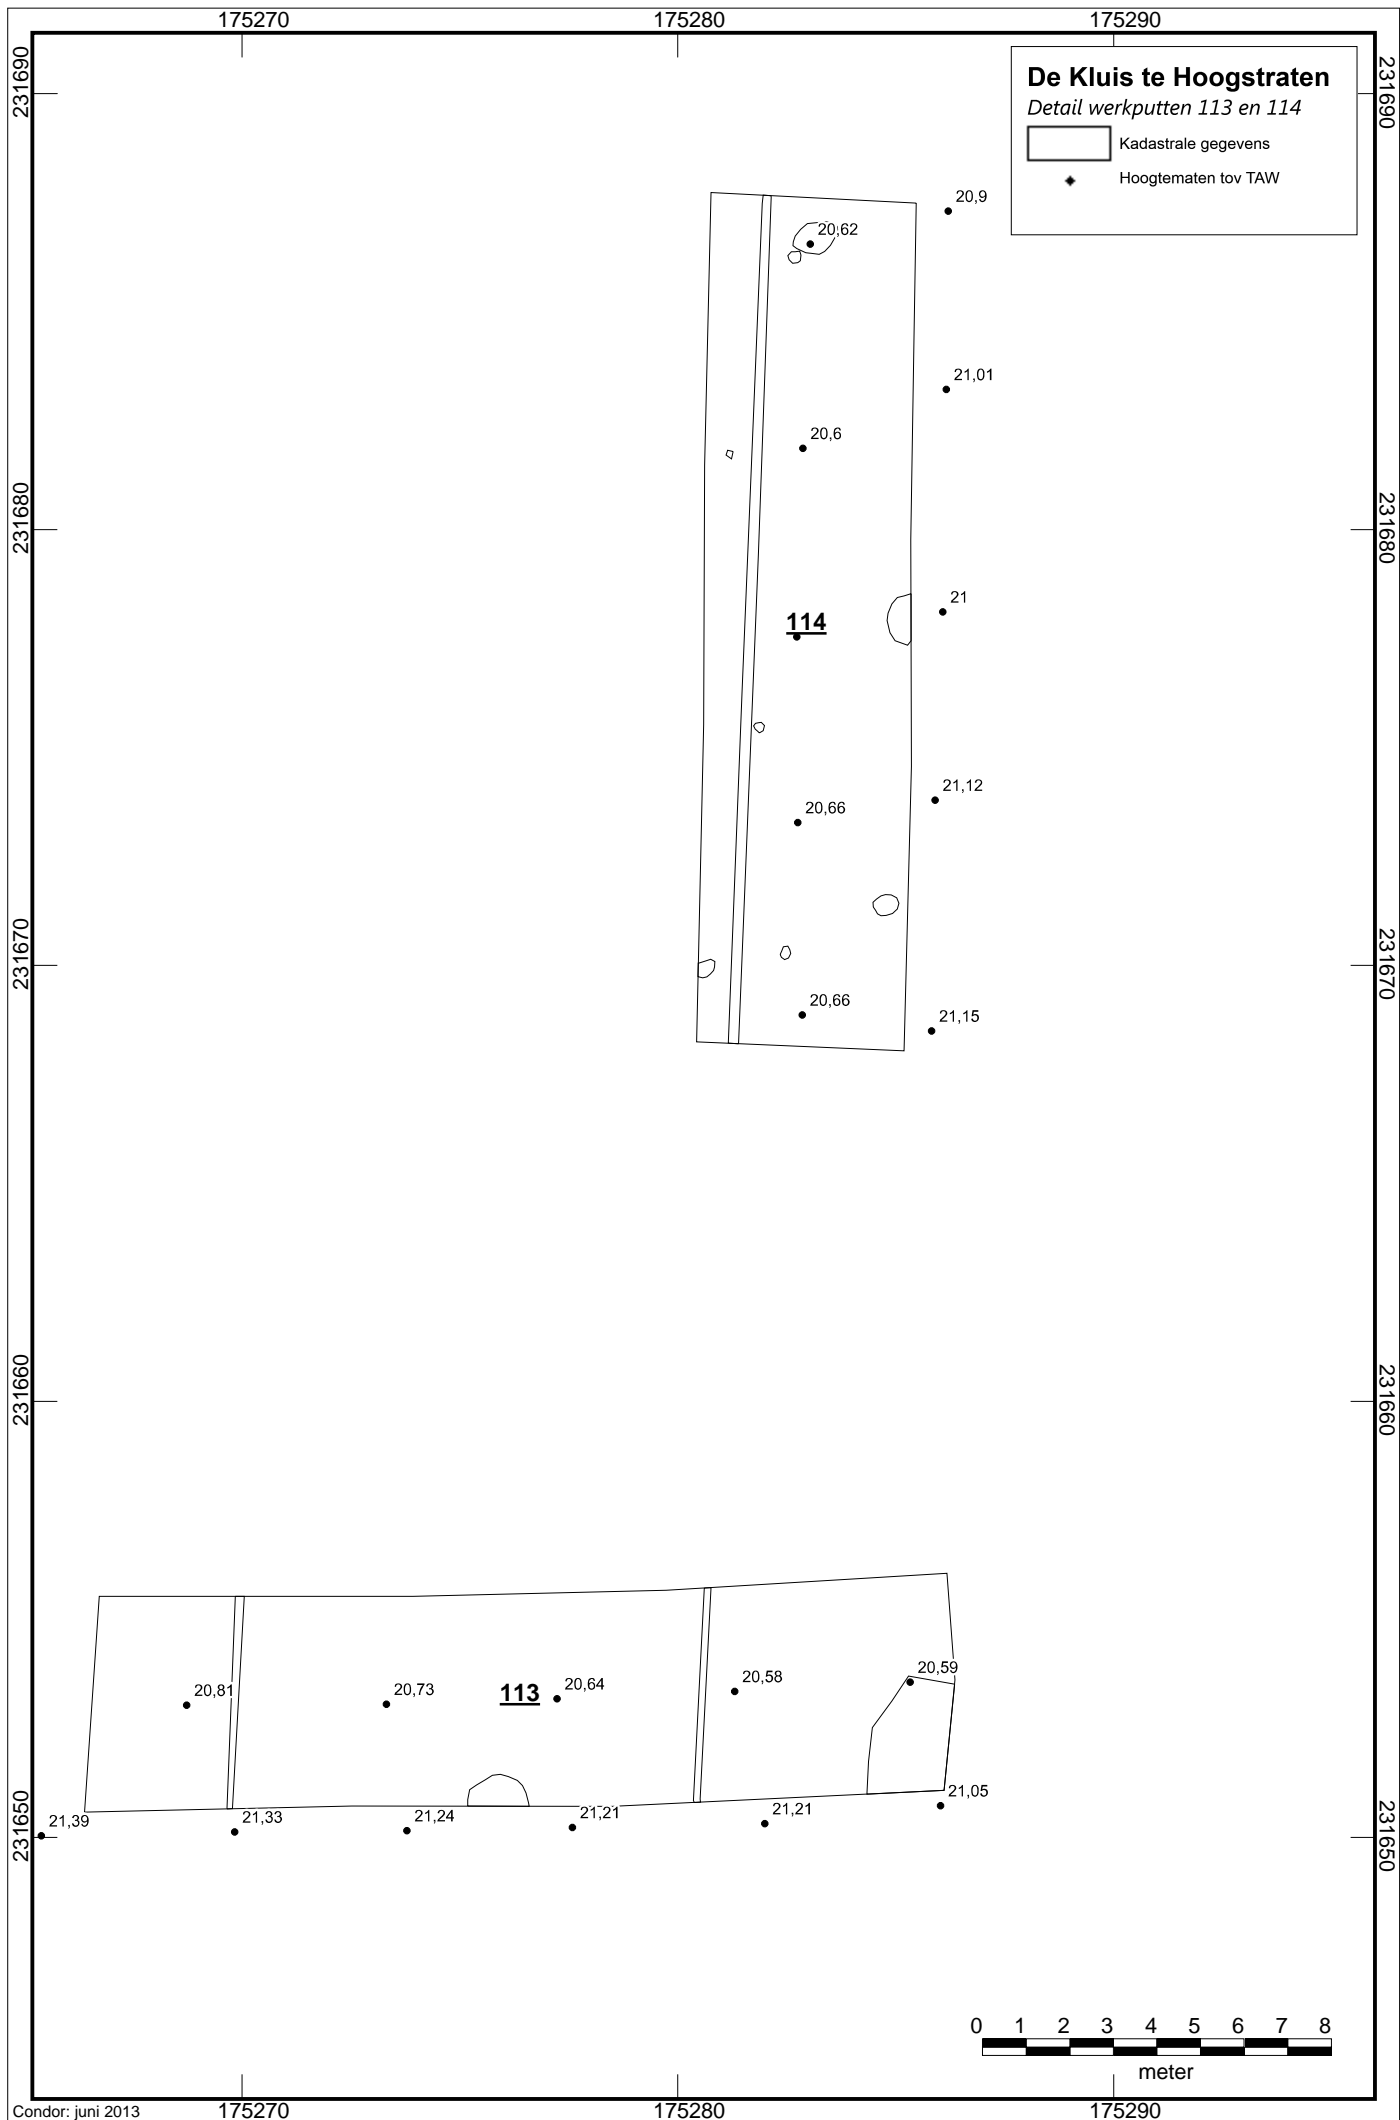 175270 175280 175290
231690 231690
De Kluis te Hoogstraten
Detail werkputten 113 en 114
Kadastrale gegevens
Hoogtematen tov TAW
20,9
20,62
21,01
20,6
231680 231680
21
114
21,12
20,66
231670 231670
20,66
21,15
231660 231660
20,59
20,81 20,73 113 20,64 20,58
21,05
21,39 21,33 21,24 21,21 21,21
231650 231650
0 1 2 3 4 5 6 7 8
meter
Condor: juni 2013
175270 175280 175290